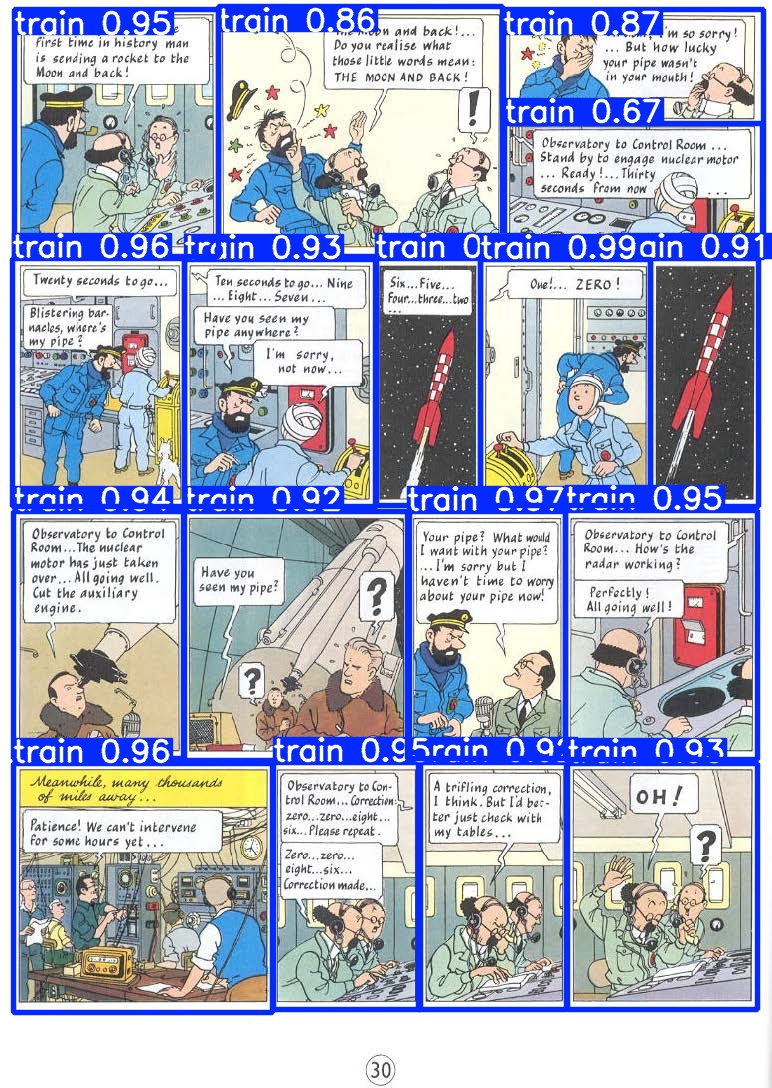 train 0.95
first time in history man
is sending a rocket to the
Moon and back!
train 0.86
Moon and back!...
Do you realise what
those little words mean:
THE MOON AND BACK!
!
train 0.87
I'm so sorry!
... But how lucky
your pipe wasn't
in your mouth!
train 0.67
Observatory to Control Room ...
Stand by to engage nuclear motor
... Ready!... Thirty
seconds from now ...
train 0.96
Twenty seconds to go...
Blistering bar-
nacles, where's
my pipe?
train 0.93
Ten seconds to go... Nine
... Eight... Seven...
Have you seen my
pipe anywhere?
I'm sorry,
not now...
train 0
Six... Five...
Four...three...two
...
train 0.99
One!... ZERO!
ain 0.91
train 0.94
Observatory to Control
Room...The nuclear
motor has just taken
over... All going well.
Cut the auxiliary
engine.
train 0.92
Have you
seen my pipe?
?
?
train 0.97
Your pipe? What would
I want with your pipe?
...I'm sorry but I
haven't time to worry
about your pipe now!
train 0.95
Observatory to Control
Room... How's the
radar working?
Perfectly!
All going well!
train 0.96
Meanwhile, many thousands
of miles away...
Patience! We can't intervene
for some hours yet...
train 0.95
Observatory to Con-
trol Room... Correction:
zero...zero...eight...
six...Please repeat.
Zero...zero...
eight...six...
Correction made...
train 0.9
A trifling correction,
I think. But I'd bet-
ter just check with
my tables...
train 0.93
OH!
?
30